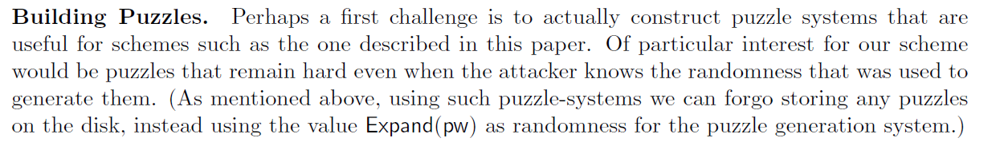 Building Puzzles. Perhaps a first challenge is to actually construct puzzle systems that are
useful for schemes such as the one described in this paper. Of particular interest for our scheme
would be puzzles that remain hard even when the attacker knows the randomness that was used to
generate them. (As mentioned above, using such puzzle-systems we can forgo storing any puzzles
on the disk, instead using the value Expand(pw) as randomness for the puzzle generation system.)